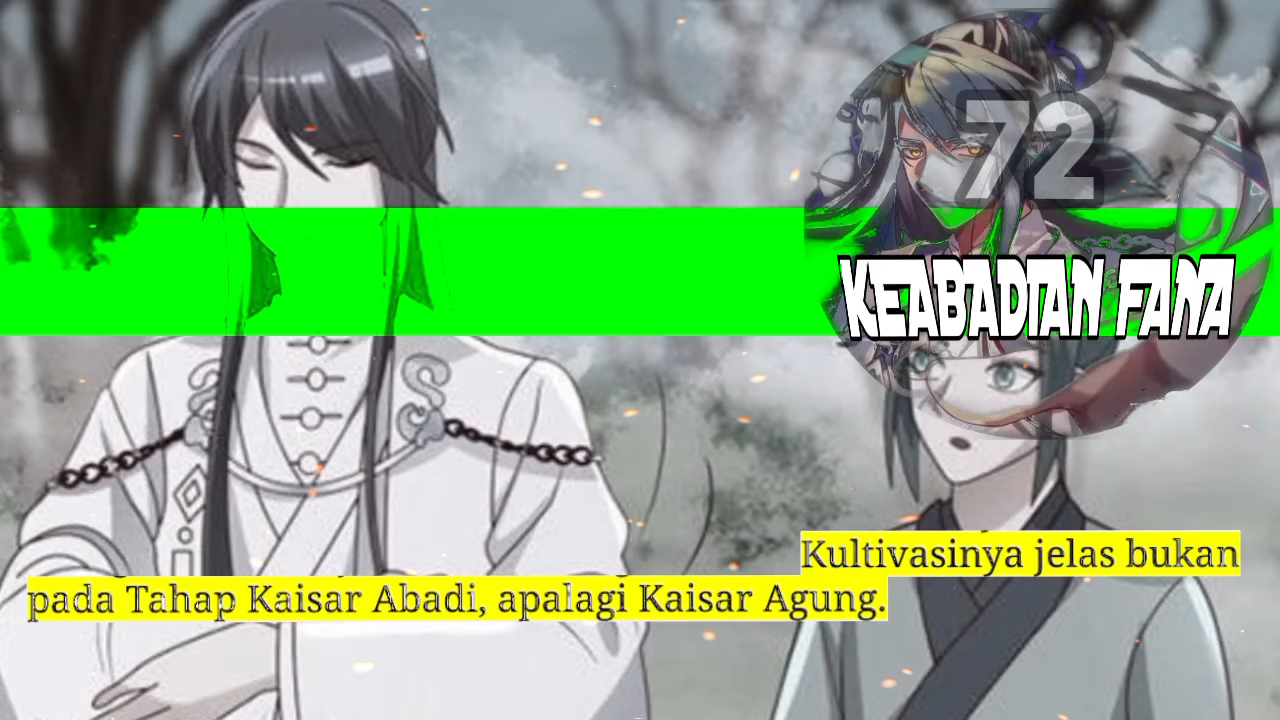 72
KEABADIAN FANA
Kultivasinya jelas bukan
pada Tahap Kaisar Abadi, apalagi Kaisar Agung.